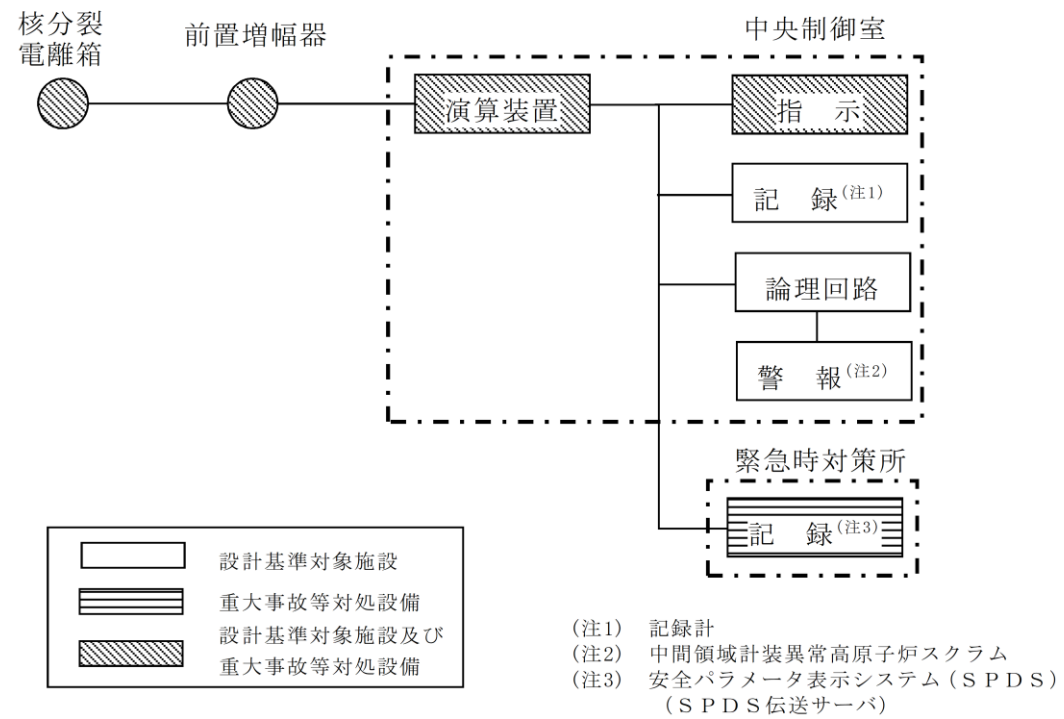 核分裂
電離箱
前置増幅器
中央制御室
演算装置
指　示
記　録(注1)
論理回路
警　報(注2)
緊急時対策所
記　録(注3)
設計基準対象施設
重大事故等対処設備
設計基準対象施設及び
重大事故等対処設備
(注1)　記録計
(注2)　中間領域計装異常高原子炉スクラム
(注3)　安全パラメータ表示システム(ＳＰＤＳ)
(ＳＰＤＳ伝送サーバ)